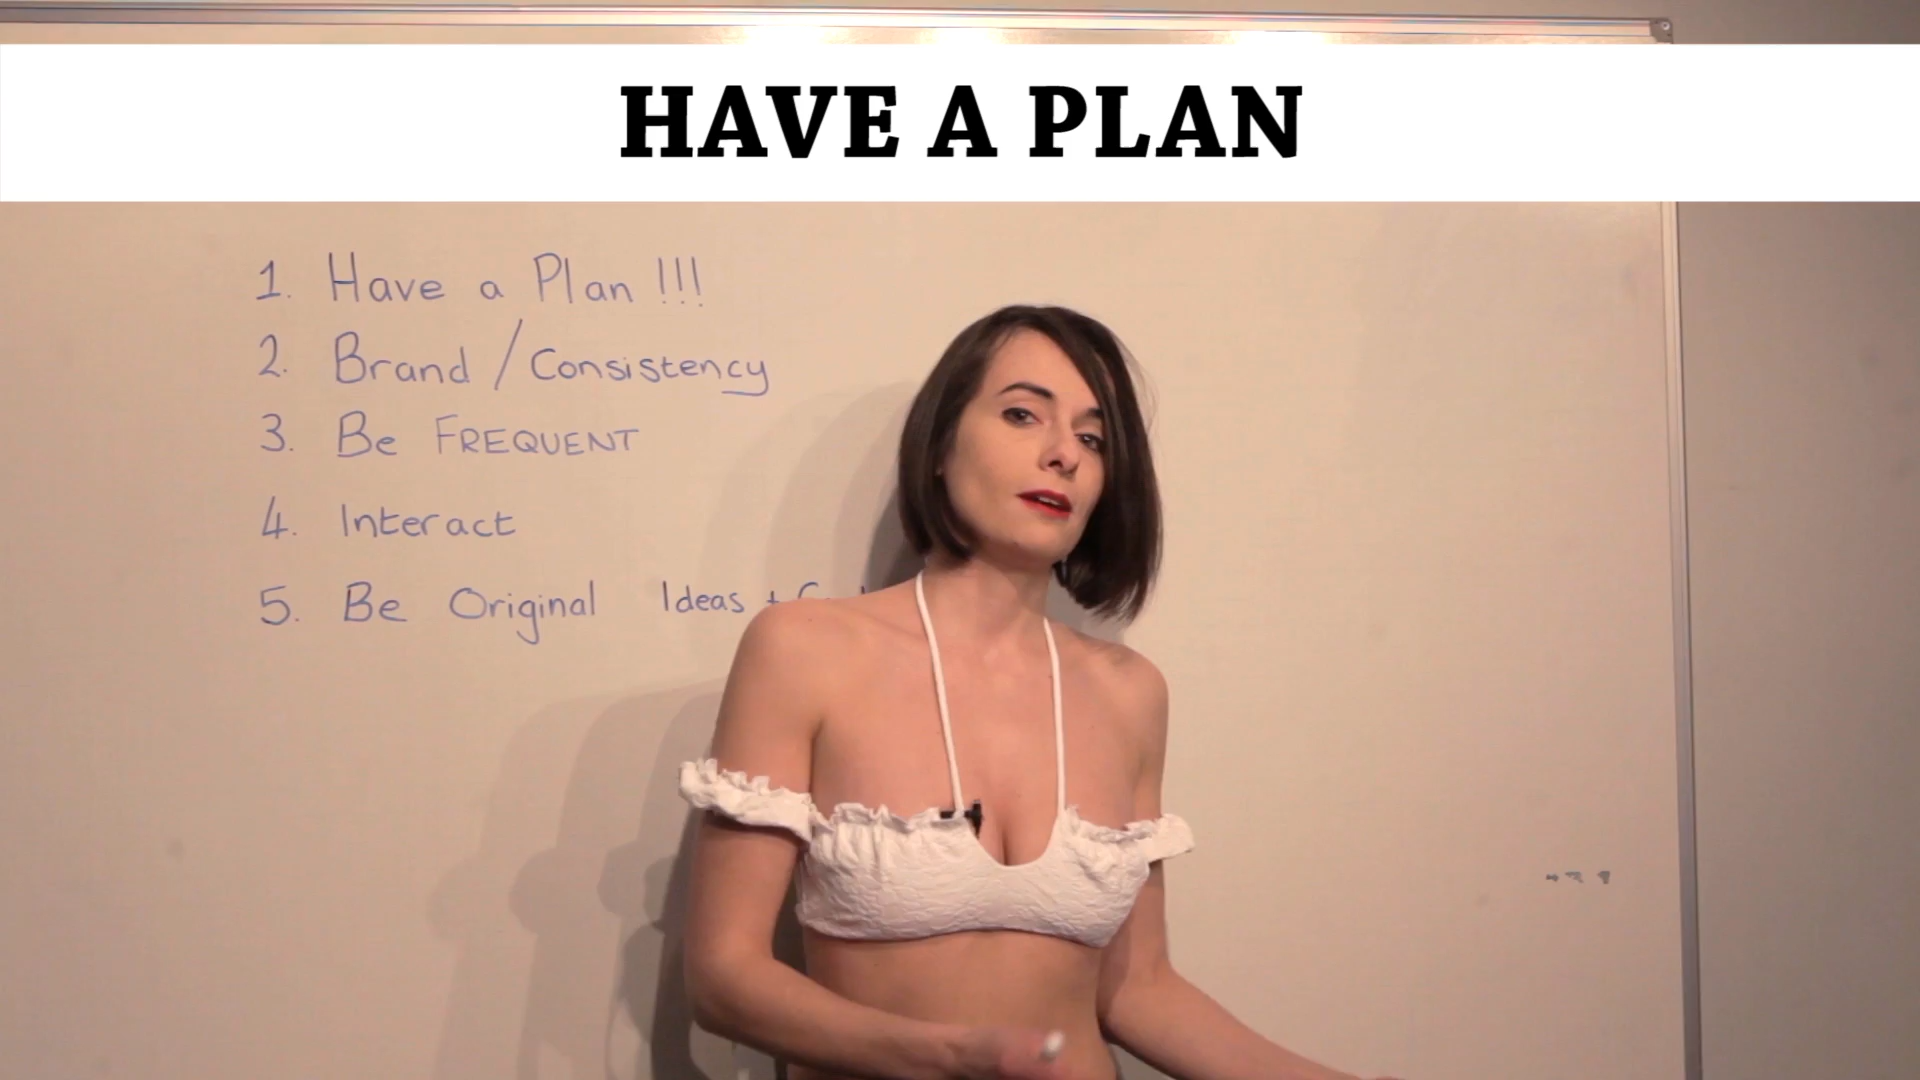 HAVE A PLAN
1. Have a Plan !!!
2. Brand / Consistency
3. Be FREQUENT
4. Interact
5. Be Original Ideas +